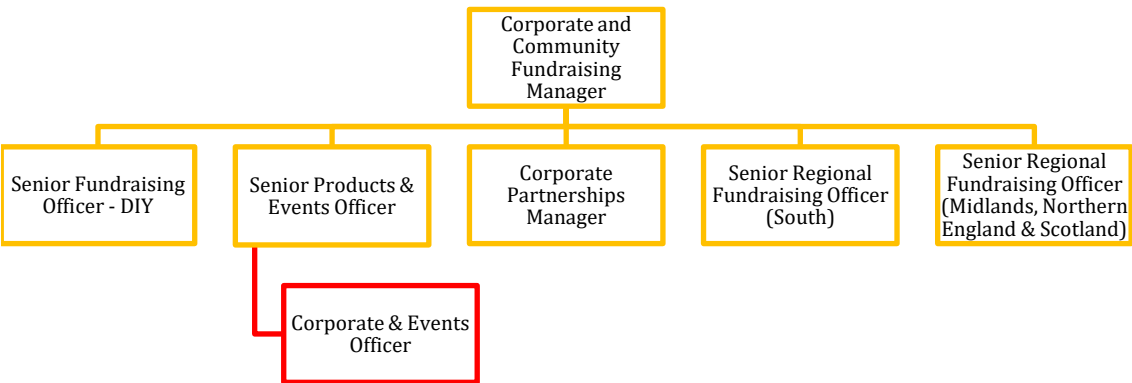 Corporate and
Community
Fundraising
Manager
Senior Fundraising
Officer - DIY
Senior Products &
Events Officer
Corporate
Partnerships
Manager
Senior Regional
Fundraising Officer
(South)
Senior Regional
Fundraising Officer
(Midlands, Northern
England & Scotland)
Corporate & Events
Officer